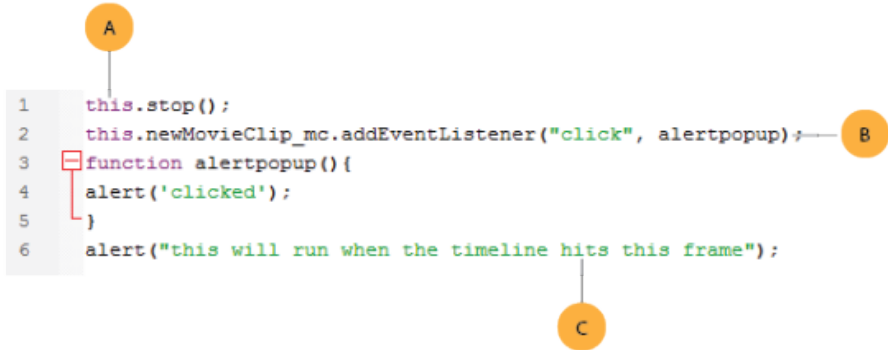 A
1 this.stop();
2 this.newMovieClip_mc.addEventListener("click", alertpopup);
B
3 function alertpopup(){
4 alert('clicked');
5 }
6 alert("this will run when the timeline hits this frame");
C